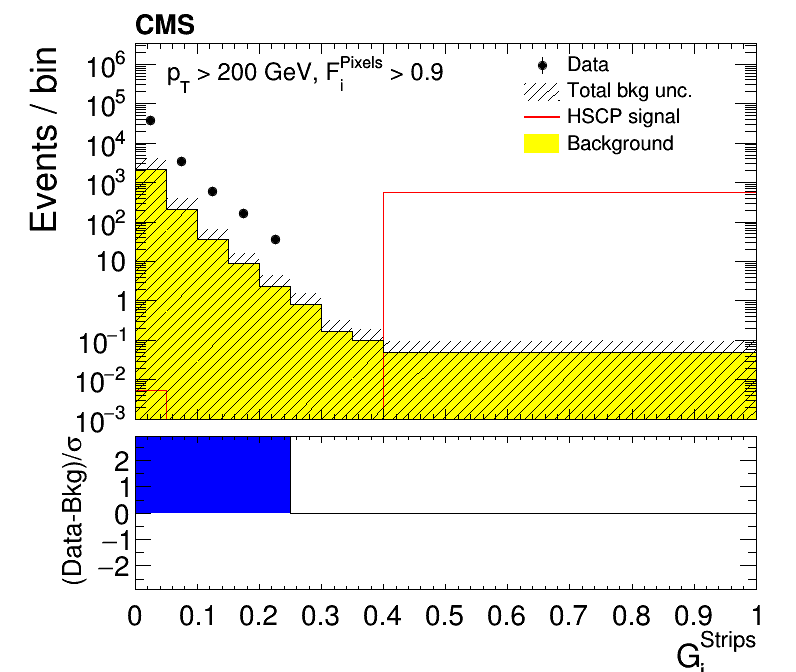 CMS
p_T > 200 GeV, F_i^Pixels > 0.9
Data
Total bkg unc.
HSCP signal
Background
Events / bin
10^6
10^5
10^4
10^3
10^2
10
1
10^−1
10^−2
10^−3
(Data-Bkg)/σ
2
1
0
−1
−2
0 0.1 0.2 0.3 0.4 0.5 0.6 0.7 0.8 0.9 1
G_i^Strips